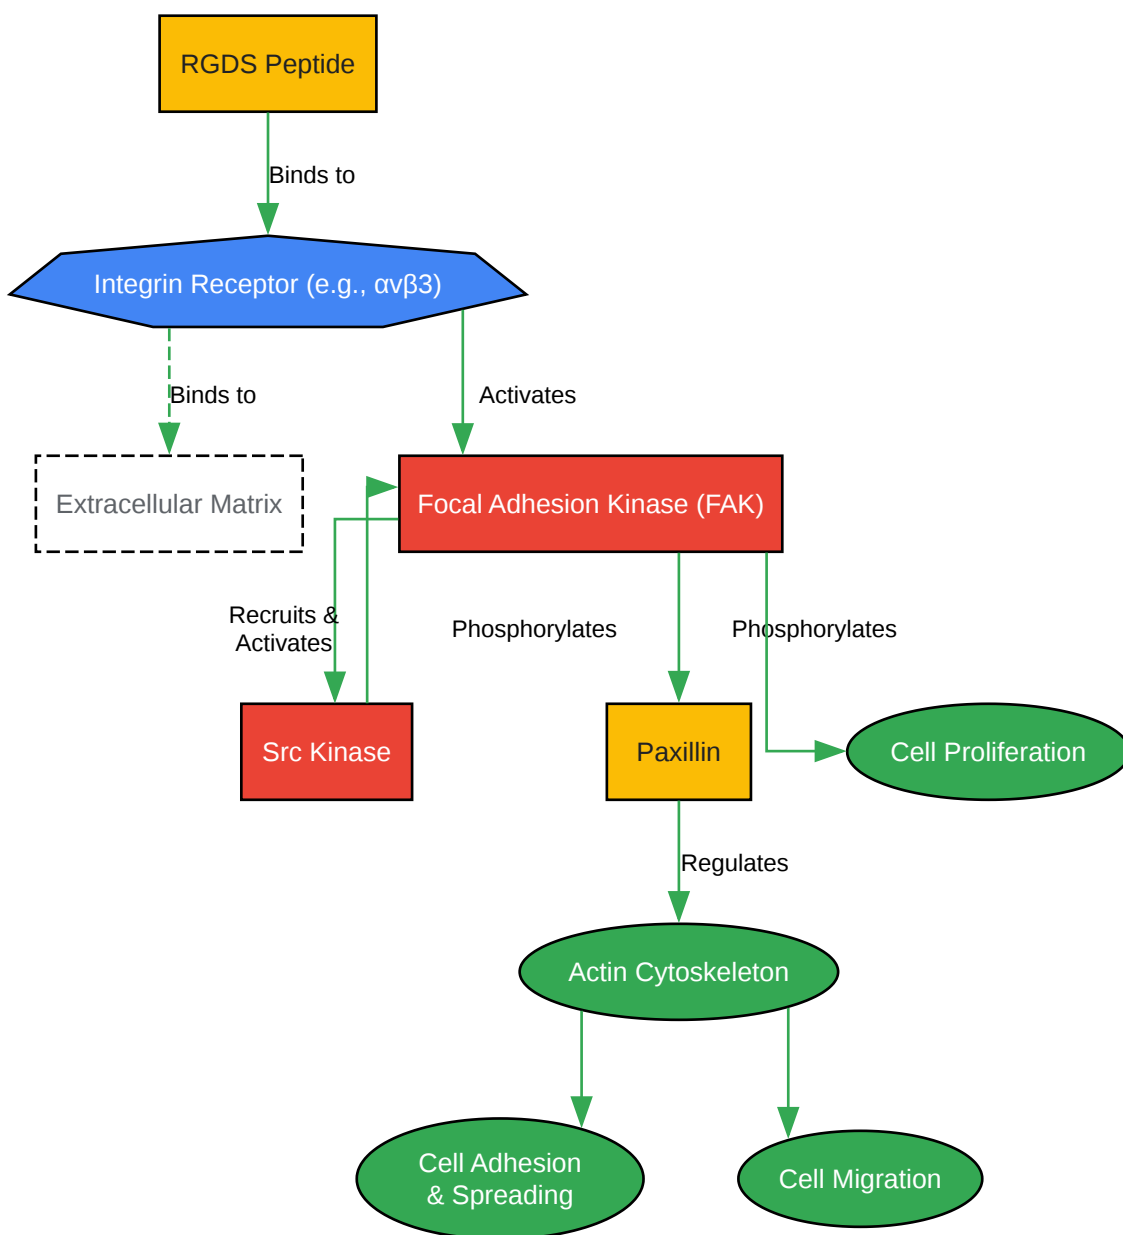 RGDS Peptide
Binds to
Integrin Receptor (e.g., αvβ3)
Binds to
Activates
Extracellular Matrix
Focal Adhesion Kinase (FAK)
Recruits &
Activates
Phosphorylates
Phosphorylates
Src Kinase
Paxillin
Cell Proliferation
Regulates
Actin Cytoskeleton
Cell Adhesion
& Spreading
Cell Migration